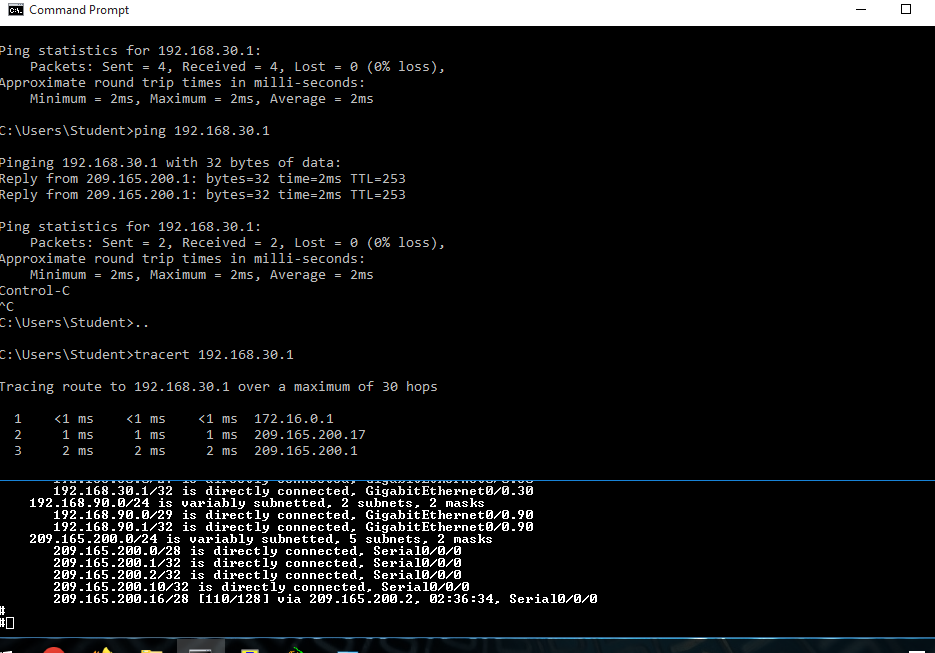 Command Prompt
Ping statistics for 192.168.30.1:
Packets: Sent = 4, Received = 4, Lost = 0 (0% loss),
Approximate round trip times in milli-seconds:
Minimum = 2ms, Maximum = 2ms, Average = 2ms
C:\Users\Student>ping 192.168.30.1
Pinging 192.168.30.1 with 32 bytes of data:
Reply from 209.165.200.1: bytes=32 time=2ms TTL=253
Reply from 209.165.200.1: bytes=32 time=2ms TTL=253
Ping statistics for 192.168.30.1:
Packets: Sent = 2, Received = 2, Lost = 0 (0% loss),
Approximate round trip times in milli-seconds:
Minimum = 2ms, Maximum = 2ms, Average = 2ms
Control-C
^C
C:\Users\Student>..
C:\Users\Student>tracert 192.168.30.1
Tracing route to 192.168.30.1 over a maximum of 30 hops
1 <1 ms <1 ms <1 ms 172.16.0.1
2 1 ms 1 ms 1 ms 209.165.200.17
3 2 ms 2 ms 2 ms 209.165.200.1
is directly connected,
192.168.30.1/32 is directly connected, GigabitEthernet0/0.30
192.168.90.0/24 is variably subnetted, 2 subnets, 2 masks
192.168.90.0/29 is directly connected, GigabitEthernet0/0.90
192.168.90.1/32 is directly connected, GigabitEthernet0/0.90
209.165.200.0/24 is variably subnetted, 5 subnets, 2 masks
209.165.200.0/28 is directly connected, Serial0/0/0
209.165.200.1/32 is directly connected, Serial0/0/0
209.165.200.2/32 is directly connected, Serial0/0/0
209.165.200.10/32 is directly connected, Serial0/0/0
209.165.200.16/28 [110/128] via 209.165.200.2, 02:36:34, Serial0/0/0
#
#